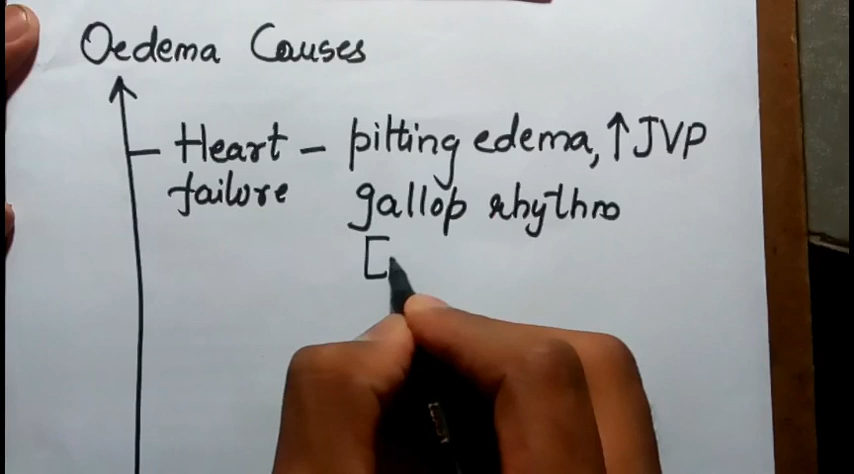 Oedema Causes
Heart - pitting edema, ↑JVP
failure gallop rhythm
[